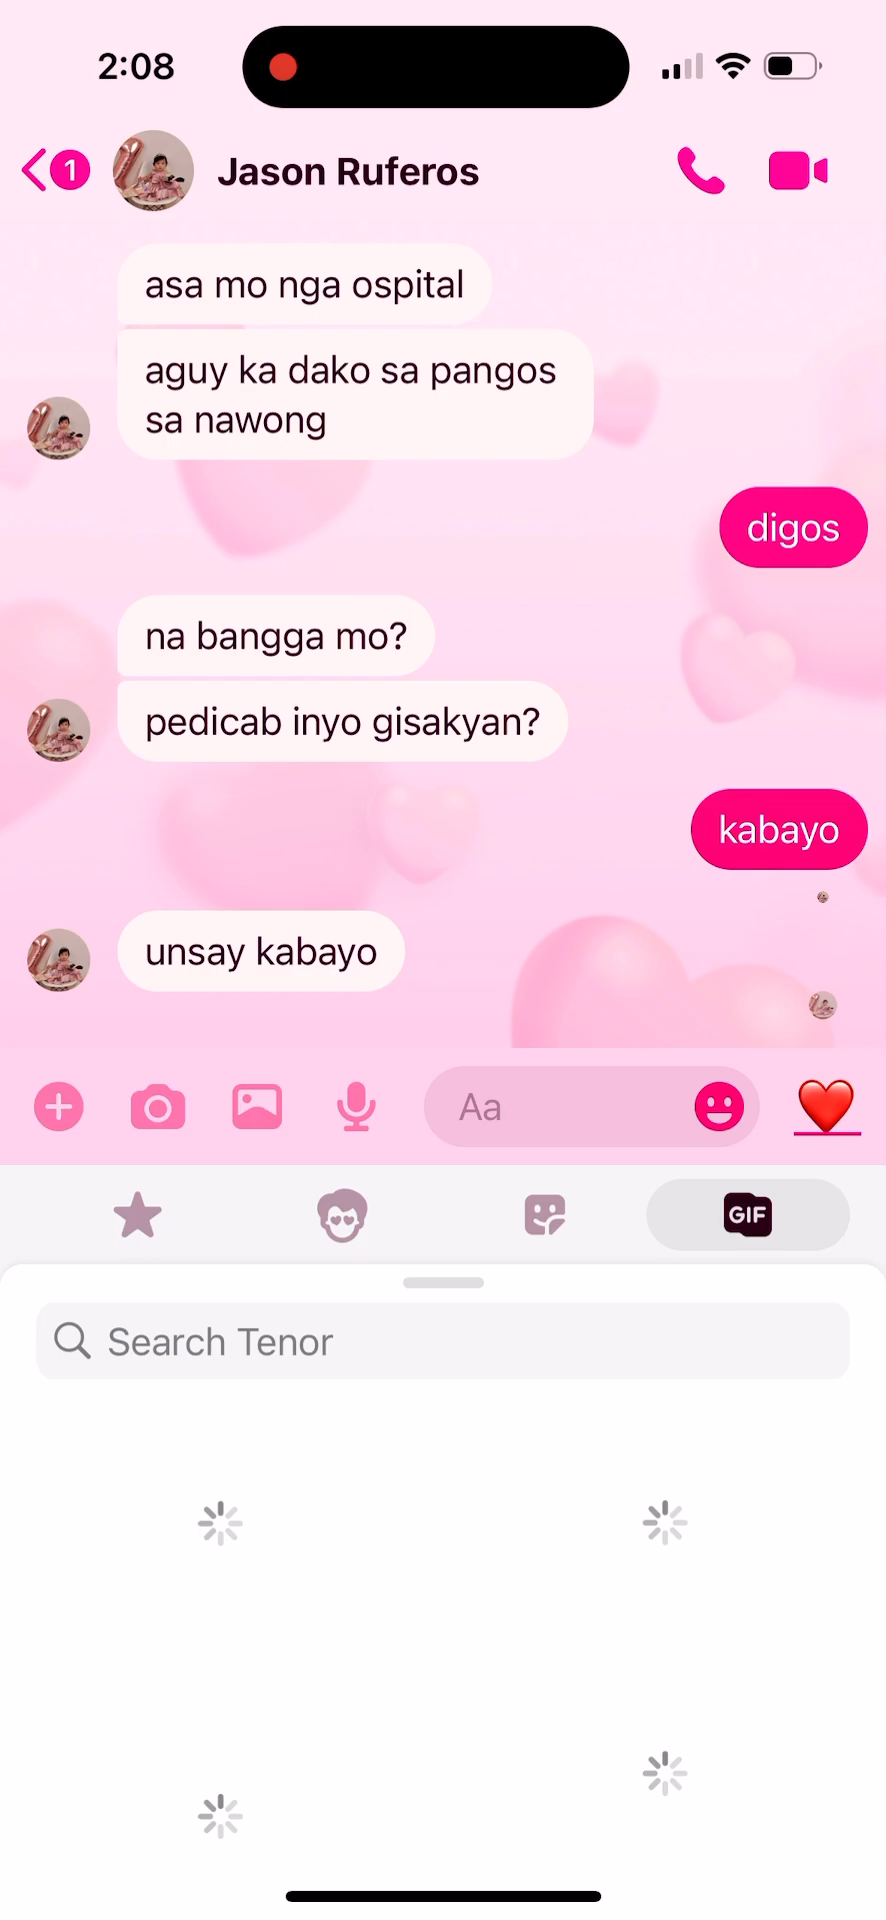 2:08
1
Jason Ruferos
asa mo nga ospital
aguy ka dako sa pangos
sa nawong
digos
na bangga mo?
pedicab inyo gisakyan?
kabayo
unsay kabayo
Aa
GIF
Search Tenor